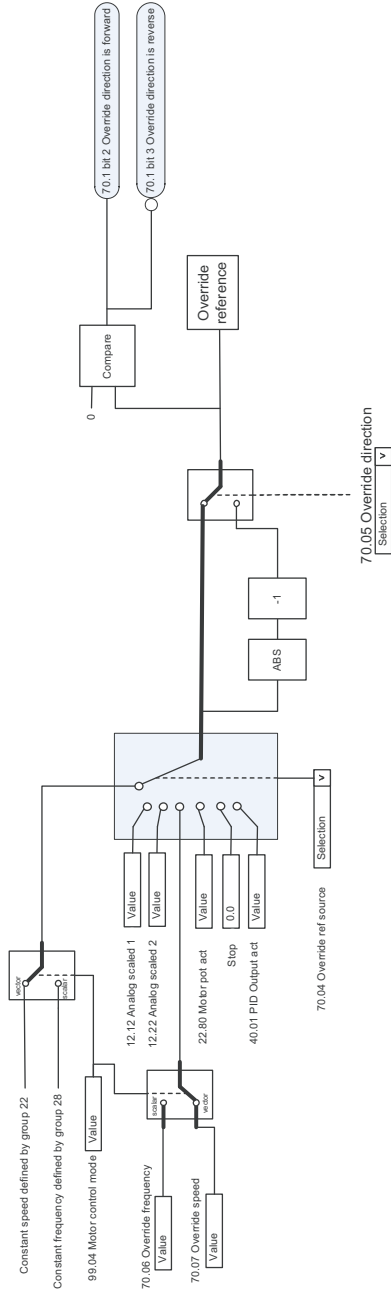 Constant speed defined by group 22
Constant frequency defined by group 28
99.04 Motor control mode
Value
vector
scalar
70.06 Override frequency
Value
70.07 Override speed
Value
scalar
vector
12.12 Analog scaled 1
Value
12.22 Analog scaled 2
Value
22.80 Motor pot act
Value
Stop
0.0
40.01 PID Output act
Value
70.04 Override ref source
Selection
v
ABS
-1
70.05 Override direction
Selection
v
0
Compare
Override
reference
70.1 bit 2 Override direction is forward
70.1 bit 3 Override direction is reverse